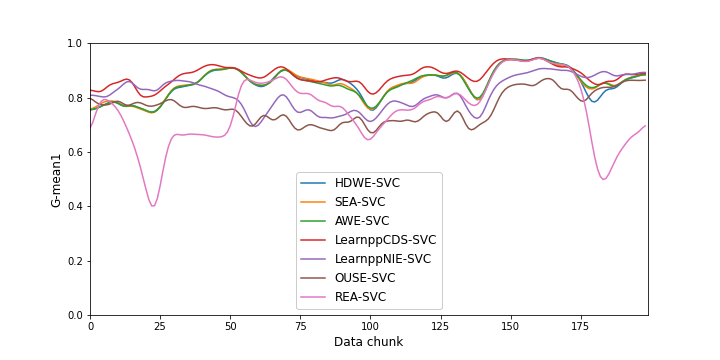 1.0
0.8
0.6
0.4
0.2
0.0
G-mean1
HDWE-SVC
SEA-SVC
AWE-SVC
LearnppCDS-SVC
LearnppNIE-SVC
OUSE-SVC
REA-SVC
0 25 50 75 100 125 150 175
Data chunk